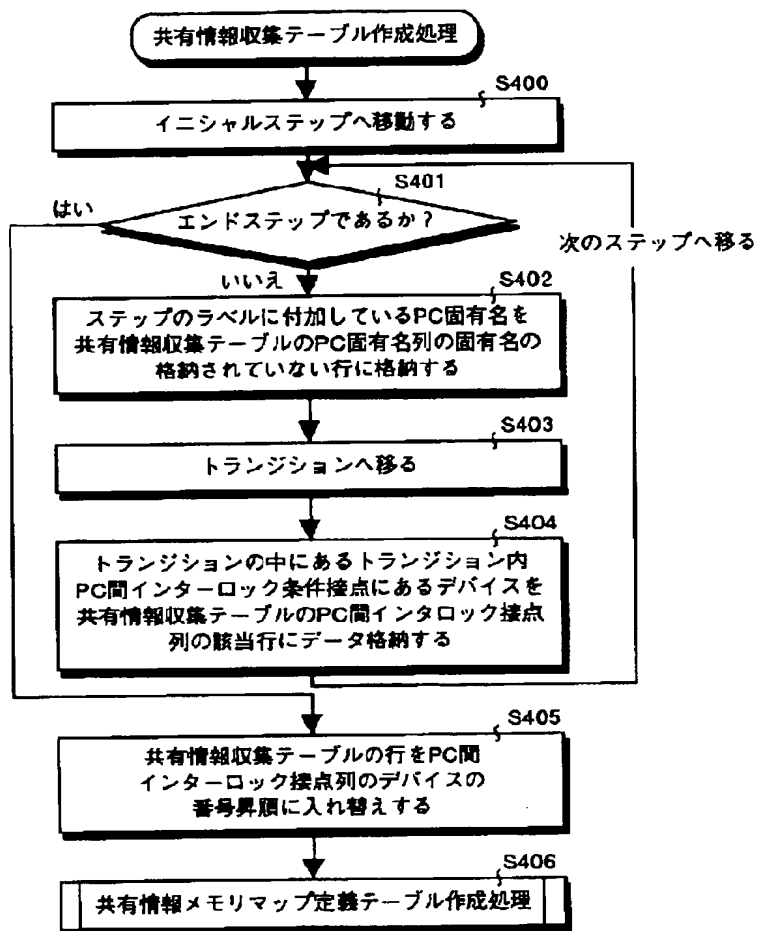 共有情報収集テーブル作成処理
S400
イニシャルステップへ移動する
S401
はい
エンドステップであるか？
次のステップへ移る
いいえ
S402
ステップのラベルに付加しているPC固有名を
共有情報収集テーブルのPC固有名列の固有名の
格納されていない行に格納する
S403
トランジションへ移る
S404
トランジションの中にあるトランジション内
PC間インターロック条件接点にあるデバイスを
共有情報収集テーブルのPC間インタロック接点
列の該当行にデータ格納する
S405
共有情報収集テーブルの行をPC間
インターロック接点列のデバイスの
番号昇順に入れ替えする
S406
共有情報メモリマップ定義テーブル作成処理